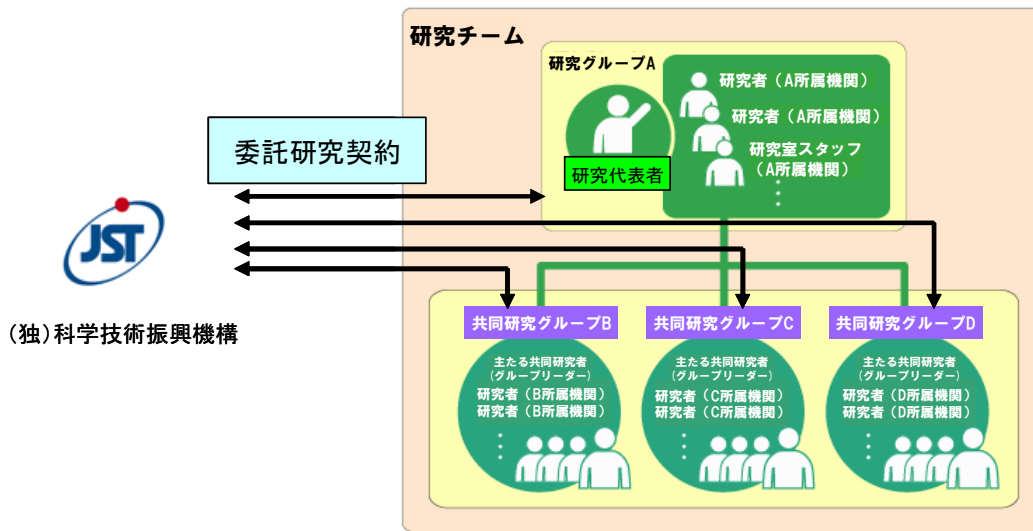 研究チーム
研究グループA
研究者（A所属機関）
研究者（A所属機関）
研究室スタッフ
（A所属機関）
⋮
研究代表者
委託研究契約
JST
(独)科学技術振興機構
共同研究グループB
主たる共同研究者
(グループリーダー)
研究者（B所属機関）
研究者（B所属機関）
⋮
共同研究グループC
主たる共同研究者
(グループリーダー)
研究者（C所属機関）
研究者（C所属機関）
⋮
共同研究グループD
主たる共同研究者
(グループリーダー)
研究者（D所属機関）
研究者（D所属機関）
⋮